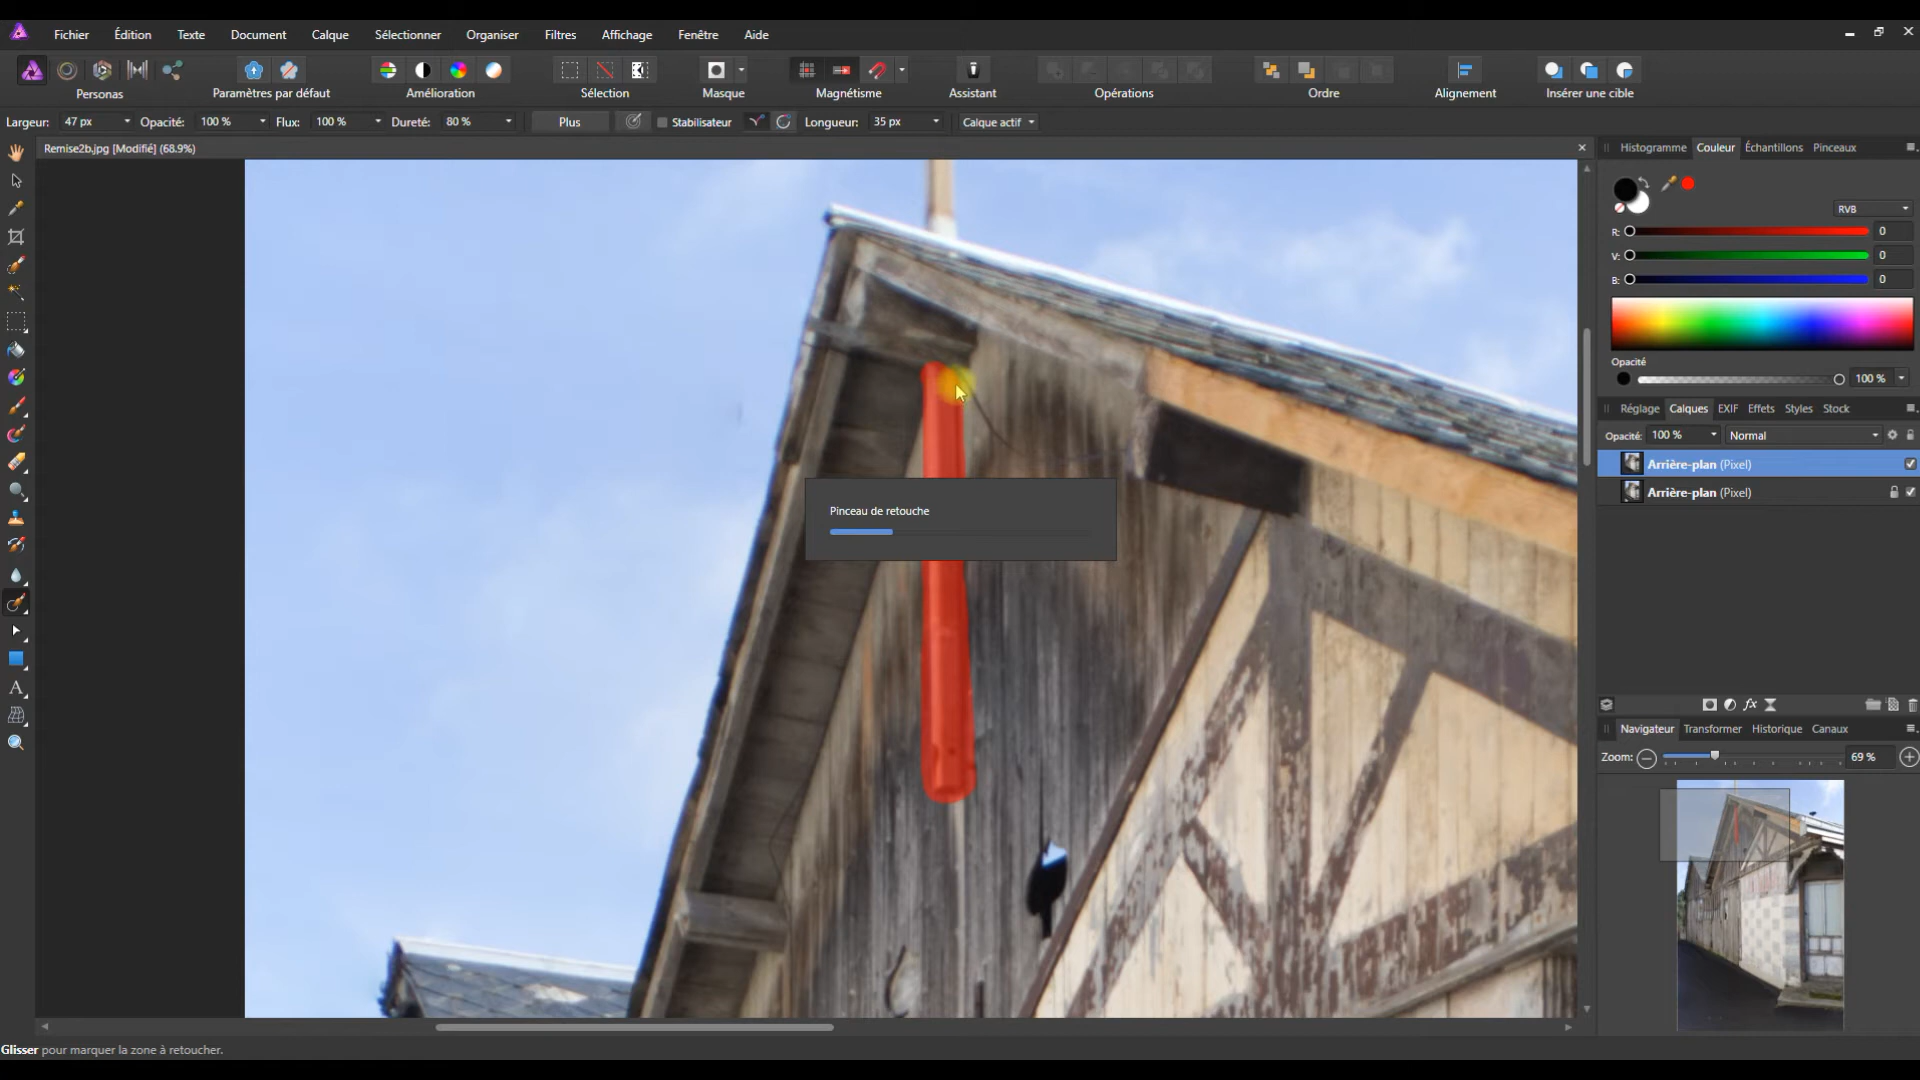 Fichier Édition Texte Document Calque Sélectionner Organiser Filtres Affichage Fenêtre Aide
Personas Paramètres par défaut Amélioration Sélection Masque Magnétisme Assistant Opérations Ordre Alignement Insérer une cible
Largeur: 47 px Opacité: 100 % Flux: 100 % Dureté: 80 % Plus Stabilisateur Longueur: 35 px Calque actif
Remise2b.jpg [Modifié] (68.9%)
Histogramme Couleur Échantillons Pinceaux
RVB
R: 0
V: 0
B: 0
Opacité
100 %
Réglage Calques EXIF Effets Styles Stock
Opacité: 100 % Normal
Arrière-plan (Pixel)
Arrière-plan (Pixel)
Pinceau de retouche
Navigateur Transformer Historique Canaux
Zoom: 69 %
Glisser pour marquer la zone à retoucher.